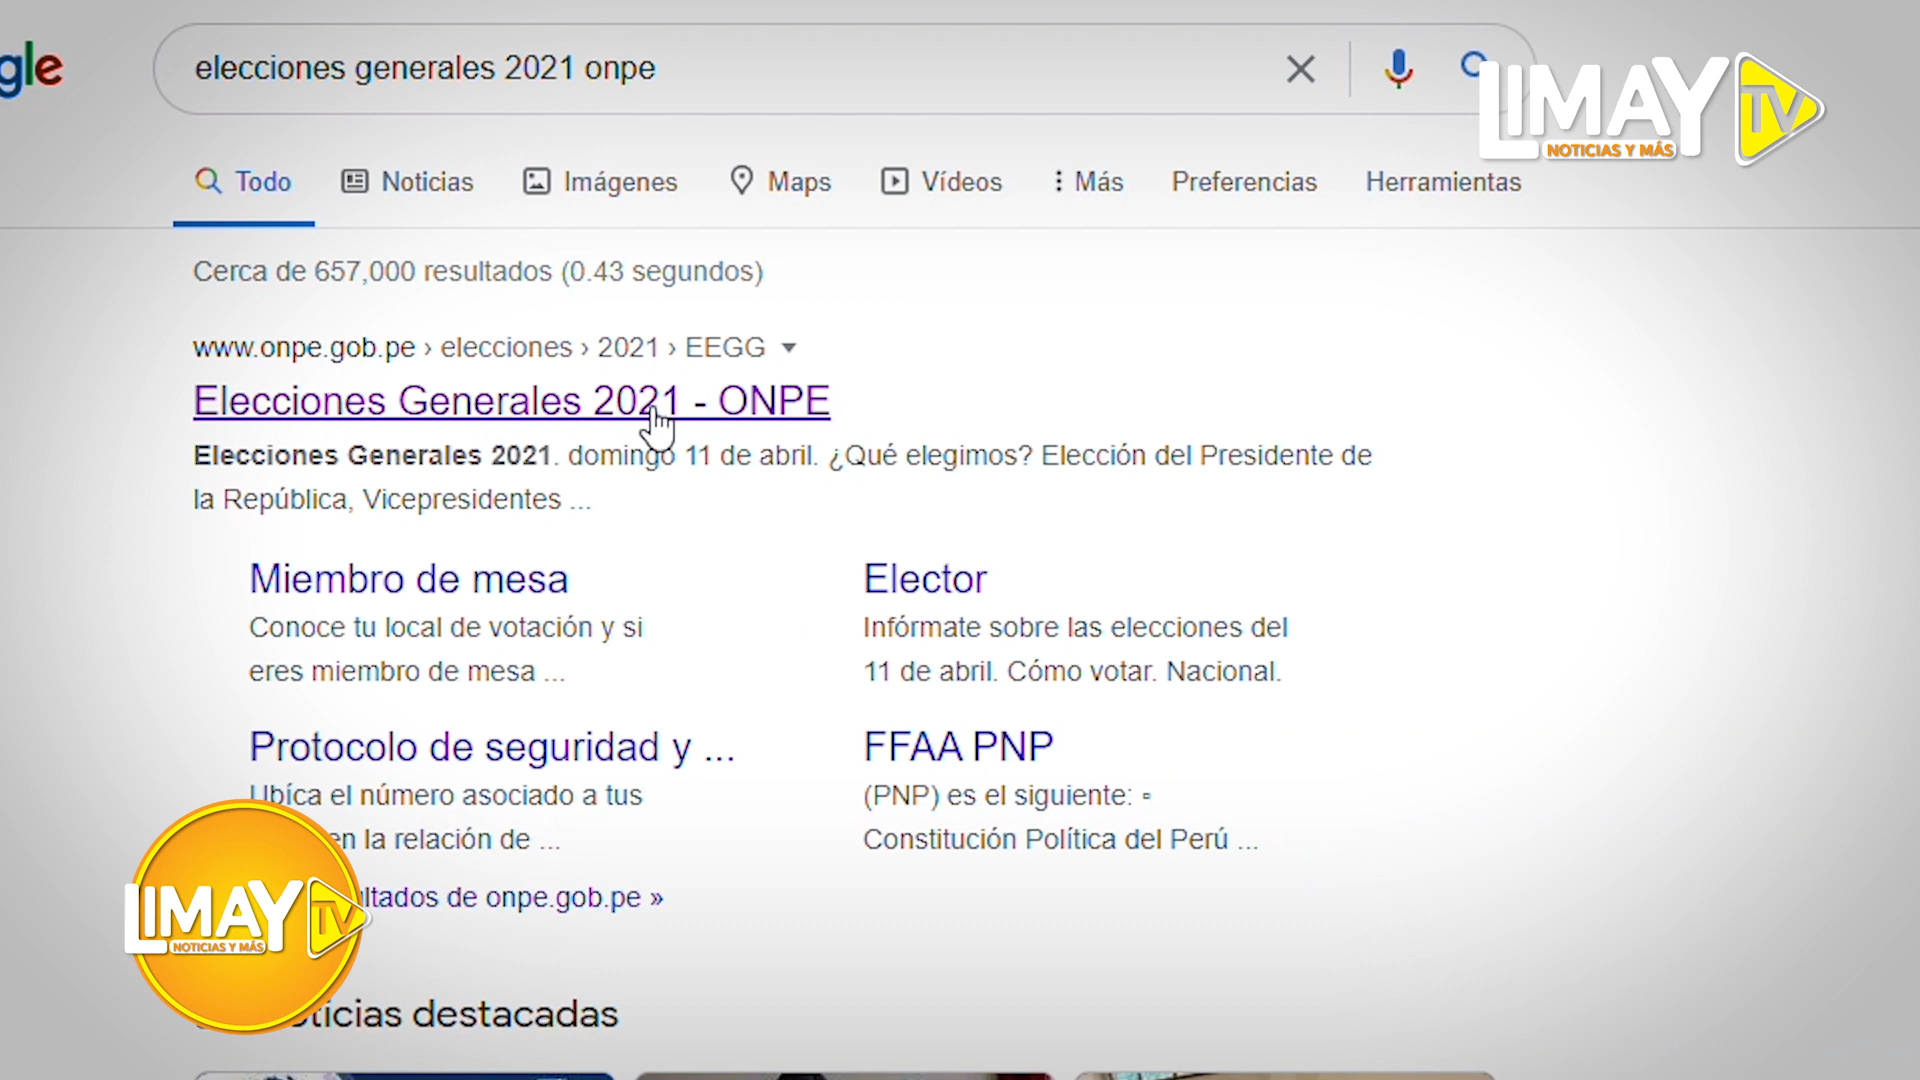 gle
elecciones generales 2021 onpe
LIMAY TV
NOTICIAS Y MÁS
Todo
Noticias
Imágenes
Maps
Vídeos
Más
Preferencias
Herramientas
Cerca de 657,000 resultados (0.43 segundos)
www.onpe.gob.pe › elecciones › 2021 › EEGG
Elecciones Generales 2021 - ONPE
Elecciones Generales 2021. domingo 11 de abril. ¿Qué elegimos? Elección del Presidente de
la República, Vicepresidentes ...
Miembro de mesa
Conoce tu local de votación y si
eres miembro de mesa ...
Elector
Infórmate sobre las elecciones del
11 de abril. Cómo votar. Nacional.
Protocolo de seguridad y ...
Ubíca el número asociado a tus
en la relación de ...
FFAA PNP
(PNP) es el siguiente: ▫
Constitución Política del Perú ...
ltados de onpe.gob.pe »
LIMAY TV
NOTICIAS Y MÁS
ticias destacadas